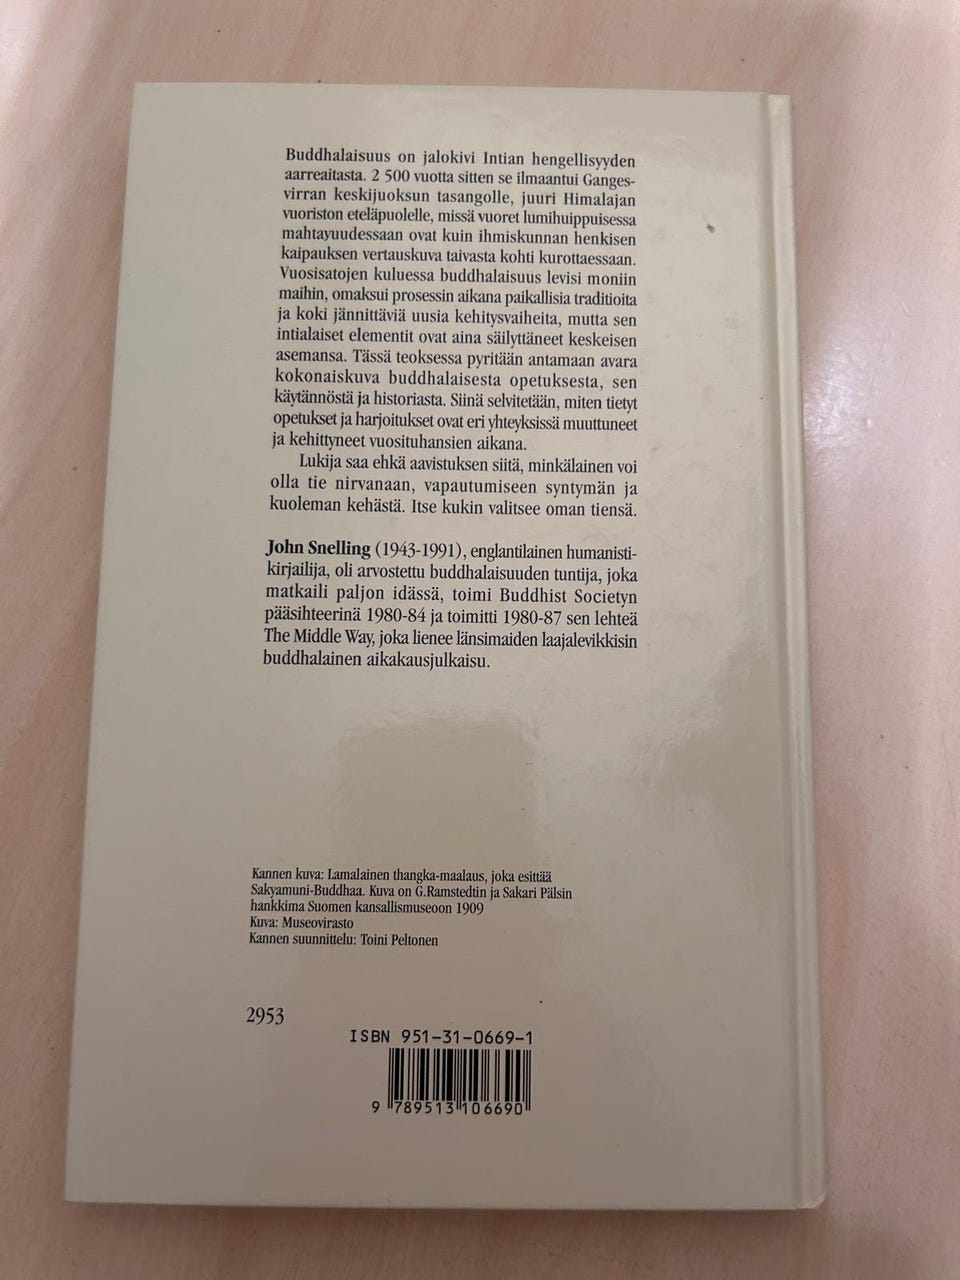 Buddhalaisuus on jalokivi Intian hengellisyyden
aarreaitasta. 2 500 vuotta sitten se ilmaantui Ganges-
virran keskijuoksun tasangolle, juuri Himalajan
vuoriston eteläpuolelle, missä vuoret lumihuippuisessa
mahtayuudessaan ovat kuin ihmiskunnan henkisen
kaipauksen vertauskuva taivasta kohti kurottaessaan.
Vuosisatojen kuluessa buddhalaisuus levisi moniin
maihin, omaksui prosessin aikana paikallisia traditioita
ja koki jännittäviä uusia kehitysvaiheita, mutta sen
intialaiset elementit ovat aina säilyttäneet keskeisen
asemansa. Tässä teoksessa pyritään antamaan avara
kokonaiskuva buddhalaisesta opetuksesta, sen
käytännöstä ja historiasta. Siinä selvitetään, miten tietyt
opetukset ja harjoitukset ovat eri yhteyksissä muuttuneet
ja kehittyneet vuosituhansien aikana.
Lukija saa ehkä aavistuksen siitä, minkälainen voi
olla tie nirvanaan, vapautumiseen syntymän ja
kuoleman kehästä. Itse kukin valitsee oman tiensä.
John Snelling (1943-1991), englantilainen humanisti-
kirjailija, oli arvostettu buddhalaisuuden tuntija, joka
matkaili paljon idässä, toimi Buddhist Societyn
pääsihteerinä 1980-84 ja toimitti 1980-87 sen lehteä
The Middle Way, joka lienee länsimaiden laajalevikkisin
buddhalainen aikakausjulkaisu.
Kannen kuva: Lamalainen thangka-maalaus, joka esittää
Sakyamuni-Buddhaa. Kuva on G.Ramstedtin ja Sakari Pälsin
hankkima Suomen kansallismuseoon 1909
Kuva: Museovirasto
Kannen suunnittelu: Toini Peltonen
2953
ISBN 951-31-0669-1
9 789513 106690